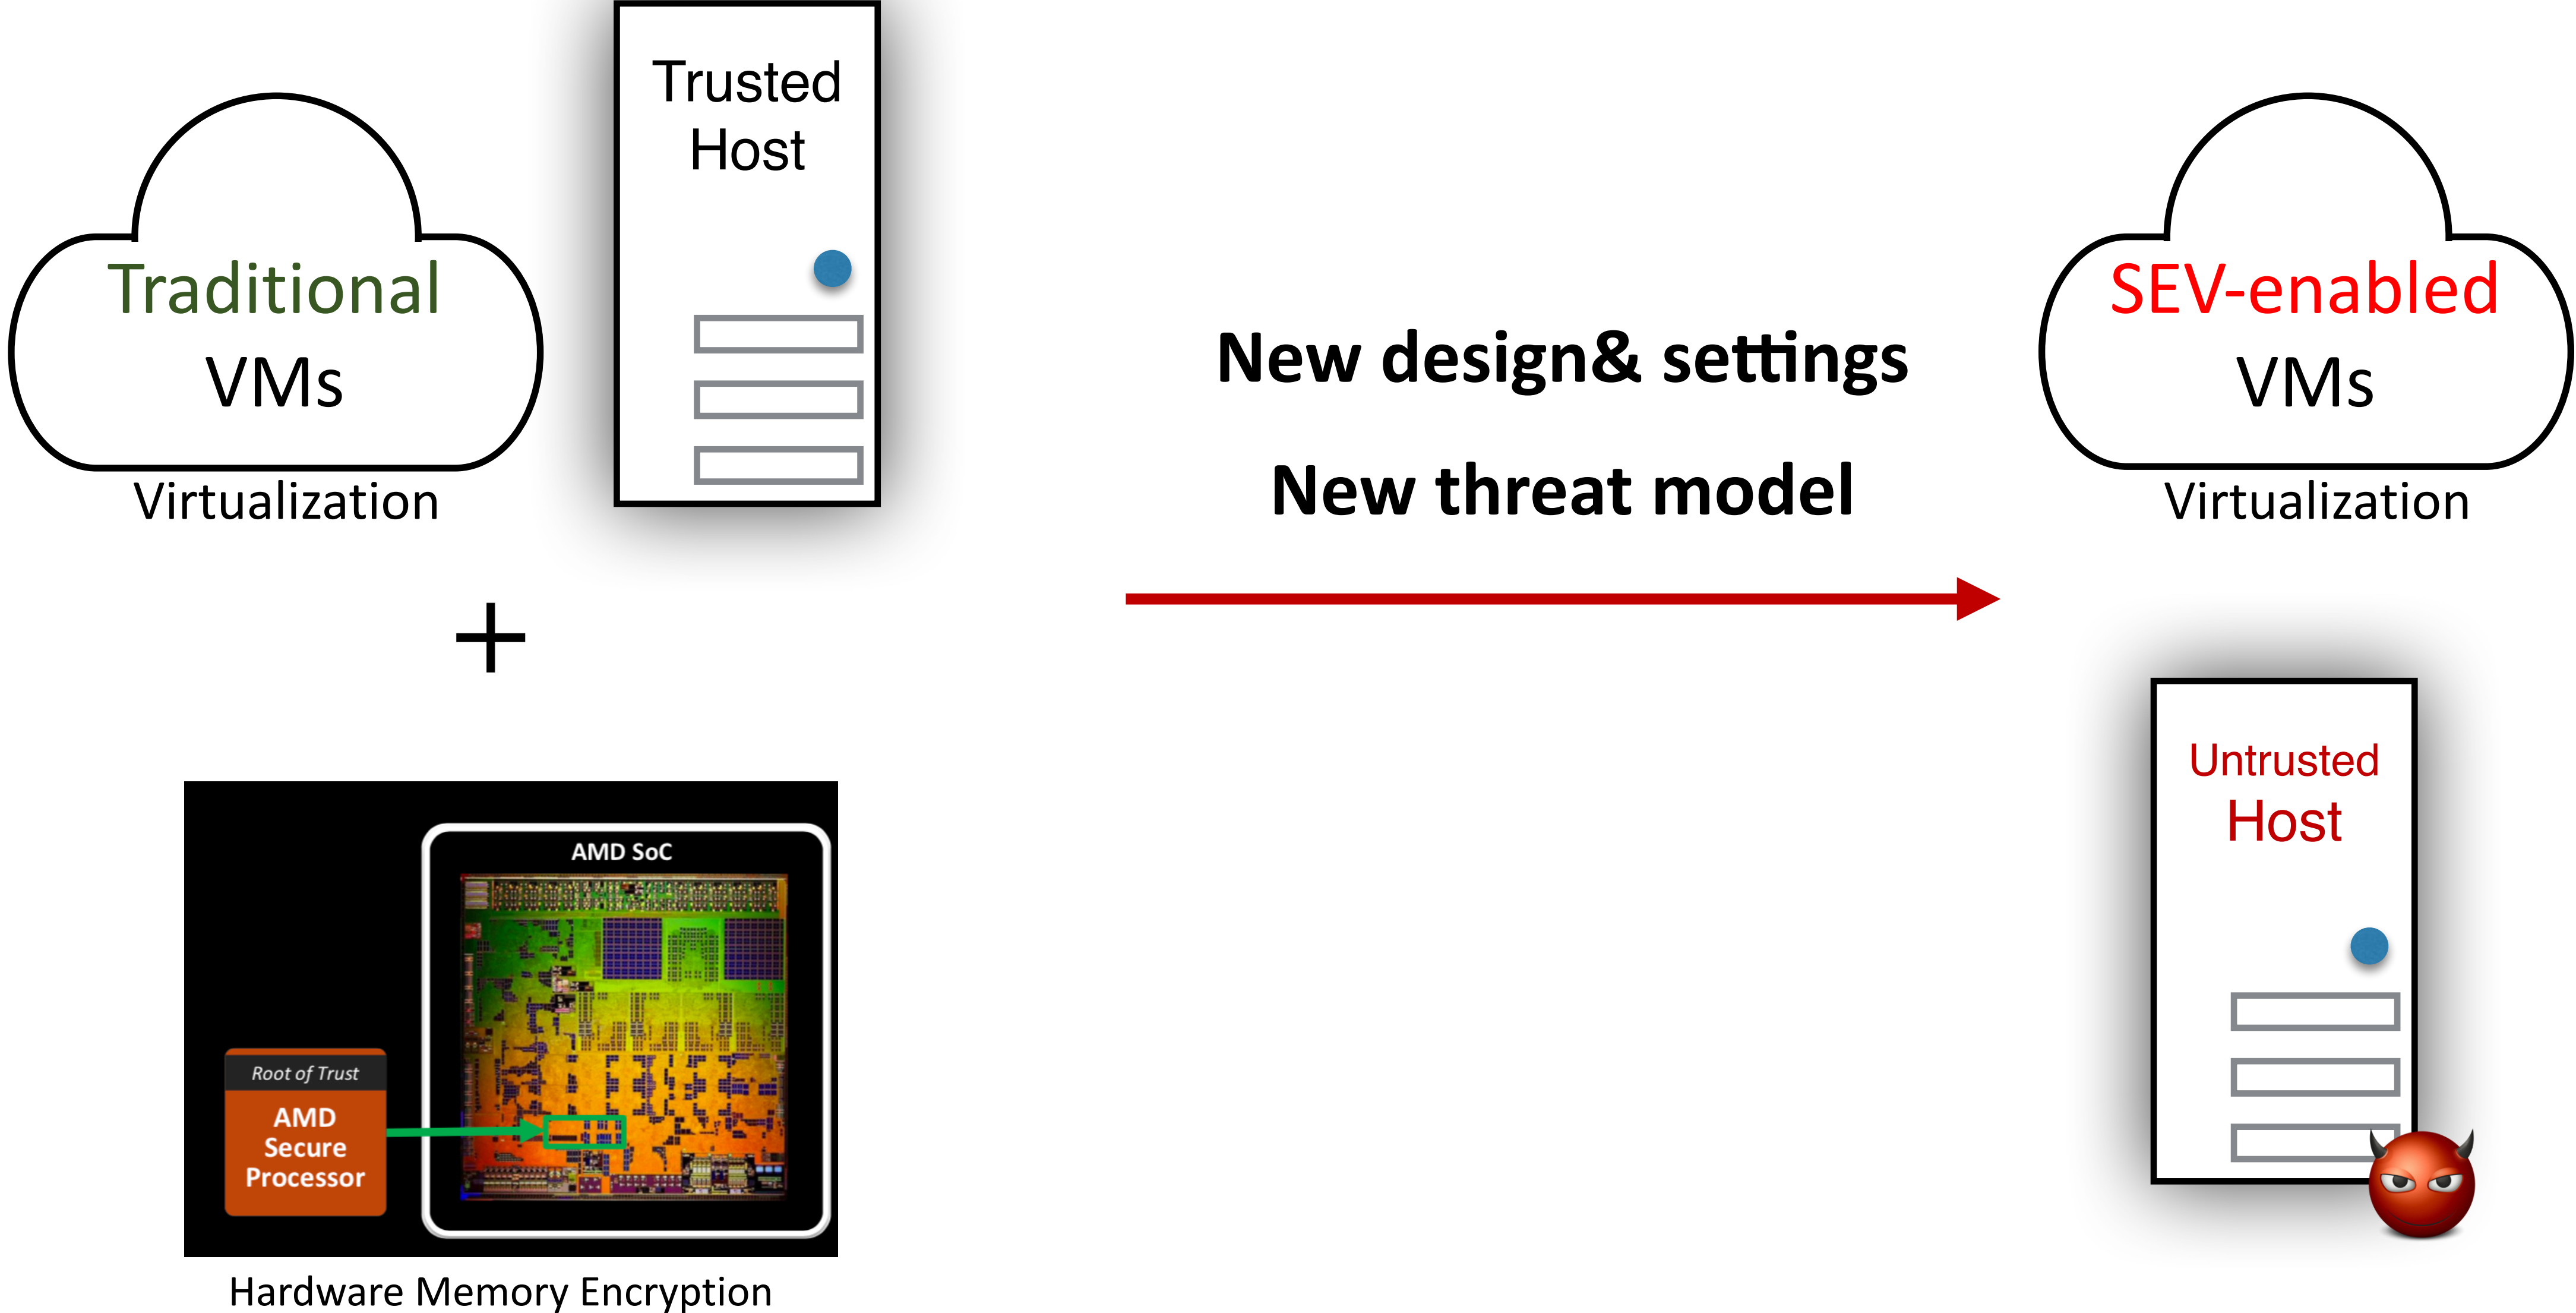 Trusted
Host
Traditional
VMs
Virtualization
+
AMD SoC
Root of Trust
AMD
Secure
Processor
Hardware Memory Encryption
New design& settings
New threat model
SEV-enabled
VMs
Virtualization
Untrusted
Host